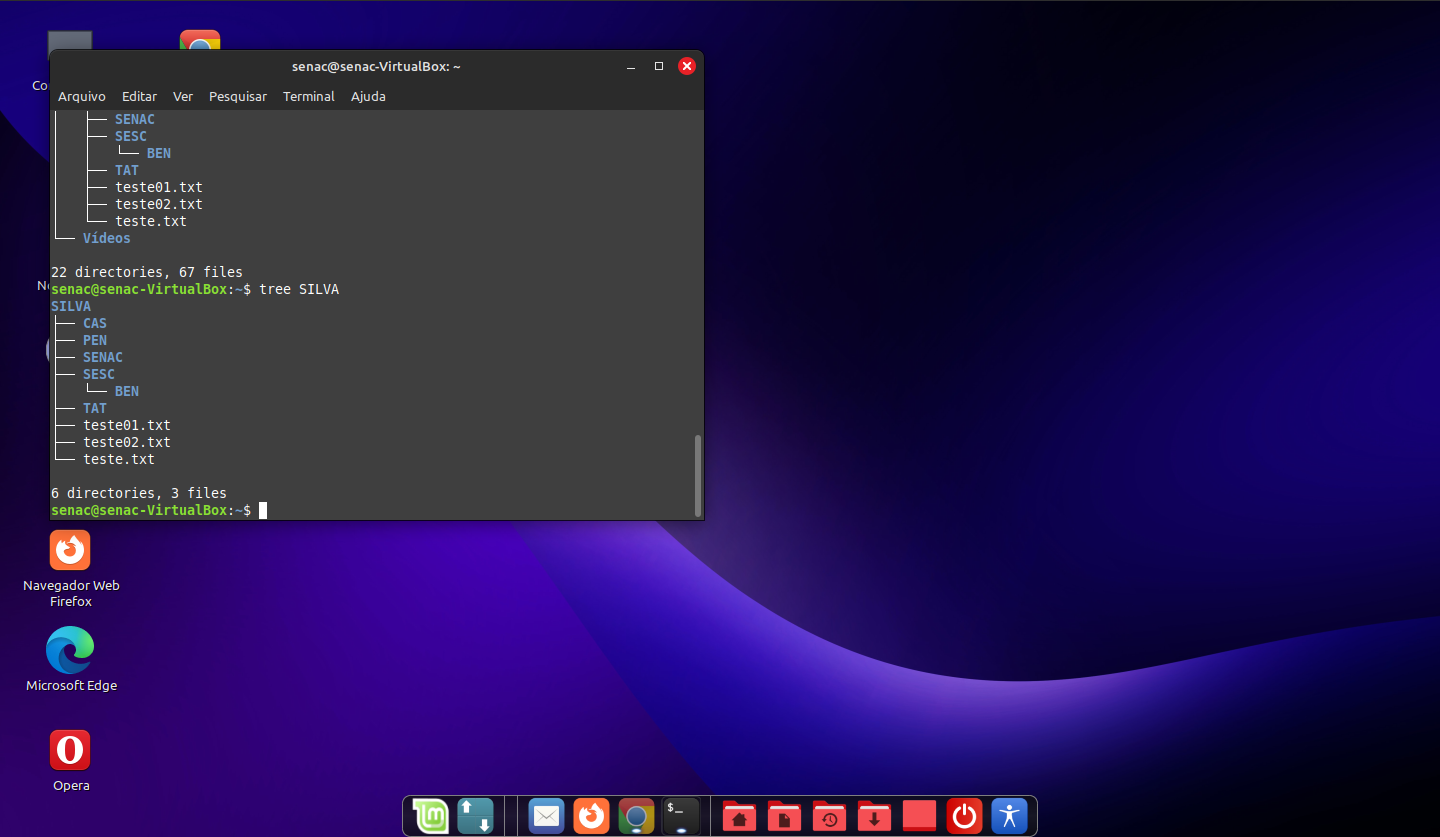 senac@senac-VirtualBox: ~
Arquivo Editar Ver Pesquisar Terminal Ajuda
├── SENAC
├── SESC
└── BEN
├── TAT
├── teste01.txt
├── teste02.txt
└── teste.txt
└── Vídeos
22 directories, 67 files
senac@senac-VirtualBox:~$ tree SILVA
SILVA
├── CAS
├── PEN
├── SENAC
├── SESC
└── BEN
├── TAT
├── teste01.txt
├── teste02.txt
└── teste.txt
6 directories, 3 files
senac@senac-VirtualBox:~$
Navegador Web
Firefox
Microsoft Edge
Opera
$_